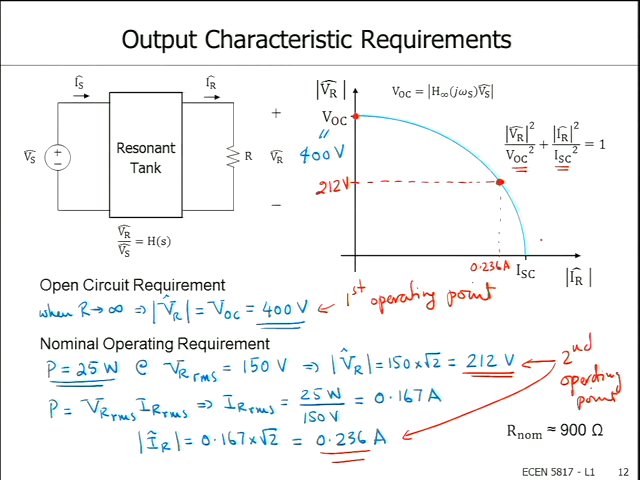 Output Characteristic Requirements
I̅_S
I̅_R
|V̂_R|
V_OC = |H_∞(jω_S)V̂_S|
V_OC
+
"
400 V
|V̂_R|² / V_OC² + |Î_R|² / I_SC² = 1
V̂_S
+
−
Resonant
Tank
R
V̂_R
212V
−
V̂_R / V̂_S = H(s)
0.236A
I_SC
|Î_R|
Open Circuit Requirement
when R→∞ ⇒ |V̂_R| = V_OC = 400 V ← 1st operating point
Nominal Operating Requirement
P = 25 W @ V_R rms = 150 V ⇒ |V̂_R| = 150×√2 = 212 V
2nd
operating
point
P = V_R rms I_R rms ⇒ I_R rms = 25 W / 150 V = 0.167 A
|Î_R| = 0.167×√2 = 0.236 A
R_nom ≈ 900 Ω
ECEN 5817 - L1 12